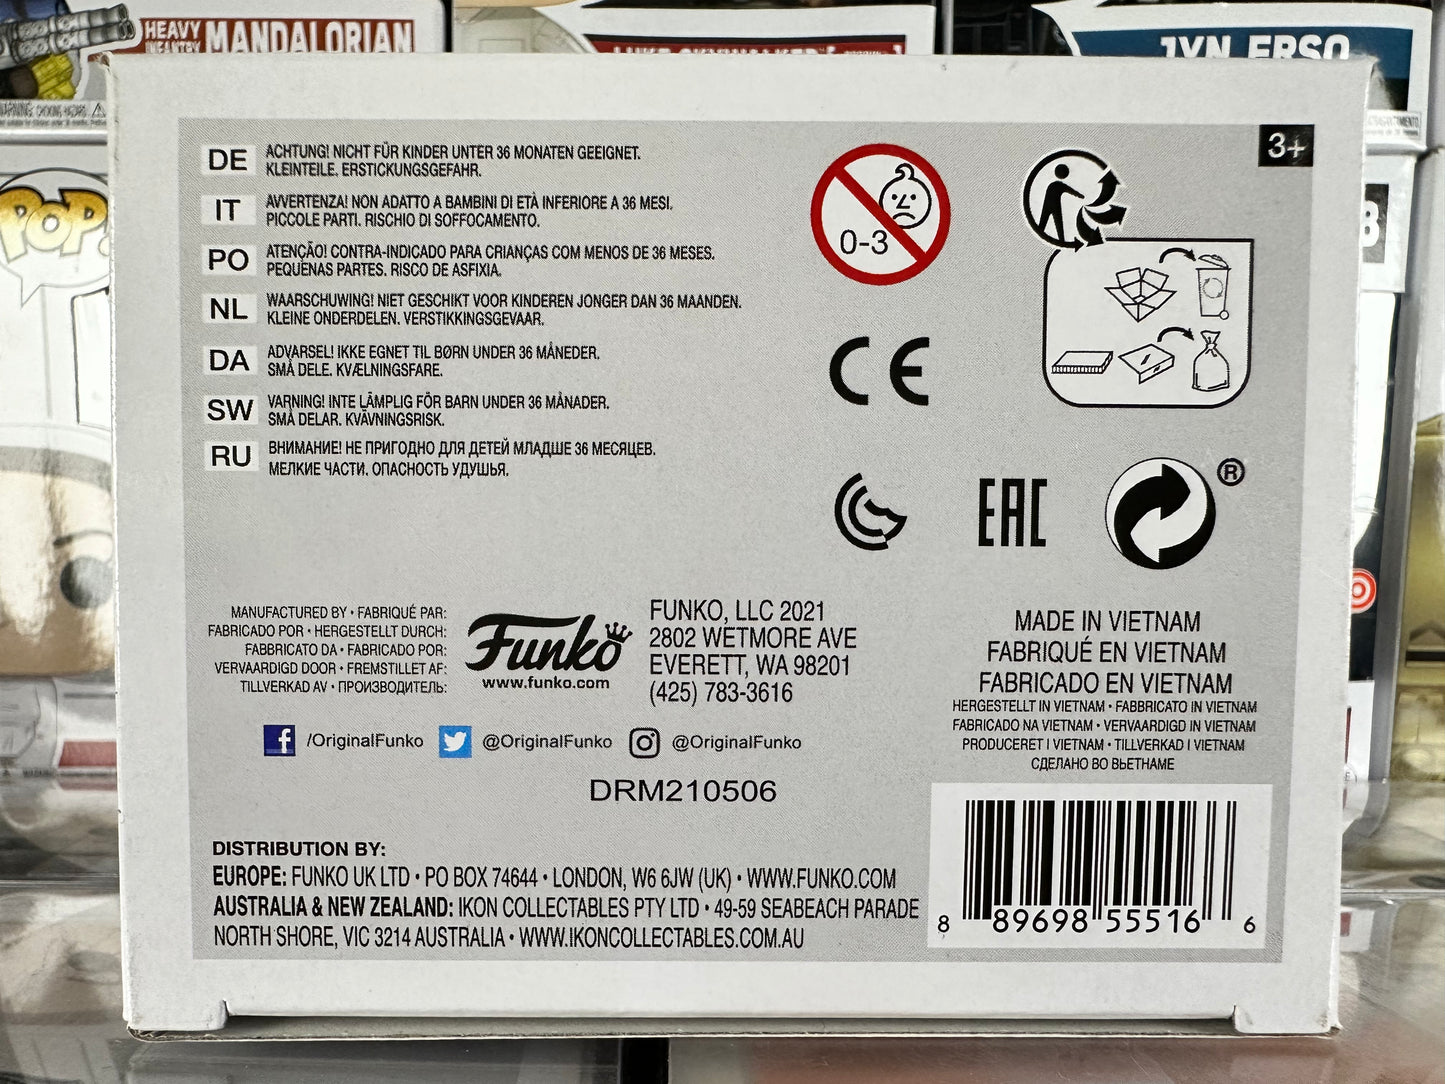 HEAVY
INFANTRY MANDALORIAN
LUKE SKYWALKER
JYN ERSO
POP!
3+
DE ACHTUNG! NICHT FÜR KINDER UNTER 36 MONATEN GEEIGNET.
KLEINTEILE. ERSTICKUNGSGEFAHR.
IT AVVERTENZA! NON ADATTO A BAMBINI DI ETÀ INFERIORE A 36 MESI.
PICCOLE PARTI. RISCHIO DI SOFFOCAMENTO.
PO ATENÇÃO! CONTRA-INDICADO PARA CRIANÇAS COM MENOS DE 36 MESES.
PEQUENAS PARTES. RISCO DE ASFIXIA.
NL WAARSCHUWING! NIET GESCHIKT VOOR KINDEREN JONGER DAN 36 MAANDEN.
KLEINE ONDERDELEN. VERSTIKKINGSGEVAAR.
DA ADVARSEL! IKKE EGNET TIL BØRN UNDER 36 MÅNEDER.
SMÅ DELE. KVÆLNINGSFARE.
SW VARNING! INTE LÄMPLIG FÖR BARN UNDER 36 MÅNADER.
SMÅ DELAR. KVÄVNINGSRISK.
RU ВНИМАНИЕ! НЕ ПРИГОДНО ДЛЯ ДЕТЕЙ МЛАДШЕ 36 МЕСЯЦЕВ.
МЕЛКИЕ ЧАСТИ. ОПАСНОСТЬ УДУШЬЯ.
0-3
CE
EAC
®
MANUFACTURED BY • FABRIQUÉ PAR:
FABRICADO POR • HERGESTELLT DURCH:
FABBRICATO DA • FABRICADO POR:
VERVAARDIGD DOOR • FREMSTILLET AF:
TILLVERKAD AV • ПРОИЗВОДИТЕЛЬ:
Funko
www.funko.com
FUNKO, LLC 2021
2802 WETMORE AVE
EVERETT, WA 98201
(425) 783-3616
MADE IN VIETNAM
FABRIQUÉ EN VIETNAM
FABRICADO EN VIETNAM
HERGESTELLT IN VIETNAM • FABBRICATO IN VIETNAM
FABRICADO NA VIETNAM • VERVAARDIGD IN VIETNAM
PRODUCERET I VIETNAM • TILLVERKAD I VIETNAM
СДЕЛАНО ВО ВЬЕТНАМЕ
/OriginalFunko @OriginalFunko @OriginalFunko
DRM210506
DISTRIBUTION BY:
EUROPE: FUNKO UK LTD • PO BOX 74644 • LONDON, W6 6JW (UK) • WWW.FUNKO.COM
AUSTRALIA & NEW ZEALAND: IKON COLLECTABLES PTY LTD • 49-59 SEABEACH PARADE
NORTH SHORE, VIC 3214 AUSTRALIA • WWW.IKONCOLLECTABLES.COM.AU
8 89698 55516 6